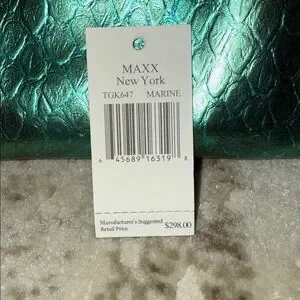 MAXX
New York
TGK647 MARINE
6 45689 16319 8
Manufacturer's Suggested
Retail Price $298.00